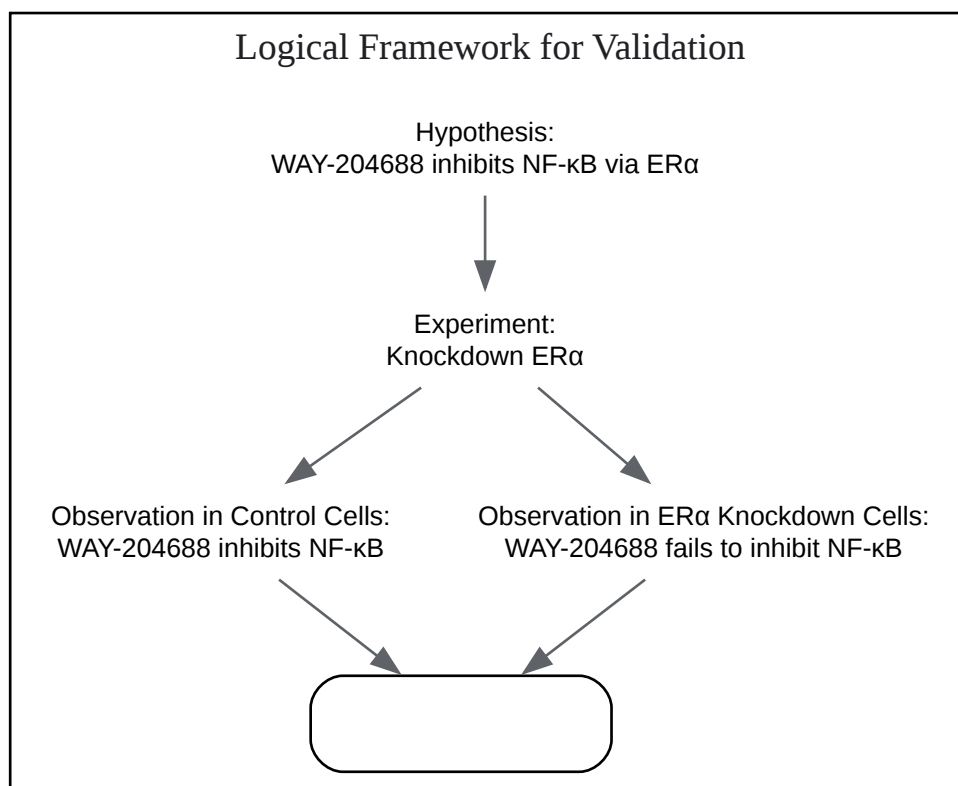 Logical Framework for Validation
Hypothesis:
WAY-204688 inhibits NF-κB via ERα
Experiment:
Knockdown ERα
Observation in Control Cells:
WAY-204688 inhibits NF-κB
Observation in ERα Knockdown Cells:
WAY-204688 fails to inhibit NF-κB